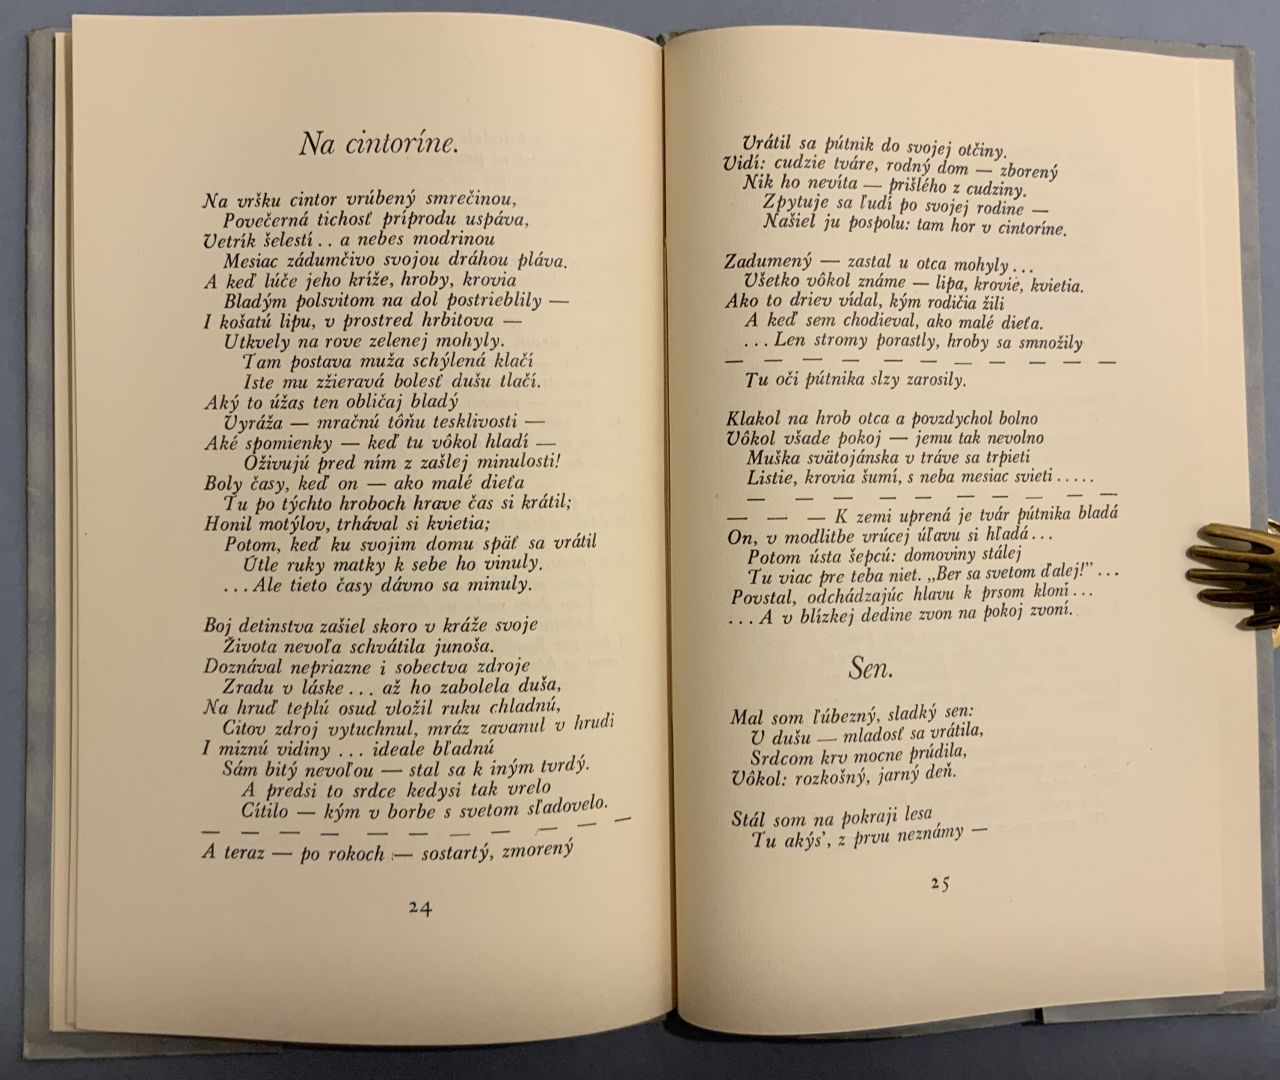 Na cintoríne.
Na vršku cintor vrúbený smrečinou,
Povečerná tichosť príprodu uspáva,
Vetrík šelestí . . a nebes modrinou
Mesiac zádumčivo svojou dráhou pláva.
A keď lúče jeho kríže, hroby, krovia
Bladým polsvitom na dol postrieblily —
I košatú lipu, v prostred hrbitova —
Utkvely na rove zelenej mohyly.
Tam postava muža schýlená klačí
Iste mu zžieravá bolesť dušu tlačí.
Aký to úžas ten obličaj bladý
Vyráža — mračnú tôňu tesklivosti —
Aké spomienky — keď tu vôkol hladí —
Oživujú pred ním z zašlej minulosti!
Boly časy, keď on — ako malé dieťa
Tu po týchto hroboch hrave čas si krátil;
Honil motýlov, trhával si kvietia;
Potom, keď ku svojim domu späť sa vrátil
Útle ruky matky k sebe ho vinuly.
. . . Ale tieto časy dávno sa minuly.
Boj detinstva zašiel skoro v kráže svoje
Života nevoľa schvátila junoša.
Doznával nepriazne i sobectva zdroje
Zradu v láske . . . až ho zabolela duša,
Na hruď teplú osud vložil ruku chladnú,
Citov zdroj vytuchnul, mráz zavanul v hrudi
I miznú vidiny . . . ideale bľadnú
Sám bitý nevoľou — stal sa k iným tvrdý.
A predsi to srdce kedysi tak vrelo
Cítilo — kým v borbe s svetom sľadovelo.
— — — — — — — — — — —
A teraz — po rokoch — sostartý, zmorený
24
Vrátil sa pútnik do svojej otčiny.
Vidí: cudzie tváre, rodný dom — zborený
Nik ho nevíta — prišlého z cudziny.
Zpytuje sa ľudí po svojej rodine —
Našiel ju pospolu: tam hor v cintoríne.
Zadumený — zastal u otca mohyly . . .
Všetko vôkol známe — lipa, krovie, kvietia.
Ako to driev vídal, kým rodičia žili
A keď sem chodieval, ako malé dieťa.
. . . Len stromy porastly, hroby sa smnožily
— — — — — — — — — —
Tu oči pútnika slzy zarosily.
Klakol na hrob otca a povzdychol bolno
Vôkol všade pokoj — jemu tak nevolno
Muška svätojánska v tráve sa trpieti
Listie, krovia šumí, s neba mesiac svieti . . . . .
— — — — — — — — —
— — — K zemi uprená je tvár pútnika bladá
On, v modlitbe vrúcej úľavu si hľadá . . .
Potom ústa šepcú: domoviny stálej
Tu viac pre teba niet. „Ber sa svetom ďalej!” . . .
Povstal, odchádzajúc hlavu k prsom kloní . . .
. . . A v blízkej dedine zvon na pokoj zvoní.
Sen.
Mal som ľúbezný, sladký sen:
V dušu — mladosť sa vrátila,
Srdcom krv mocne prúdila,
Vôkol: rozkošný, jarný deň.
Stál som na pokraji lesa
Tu akýs’, z prvu neznámy —
25